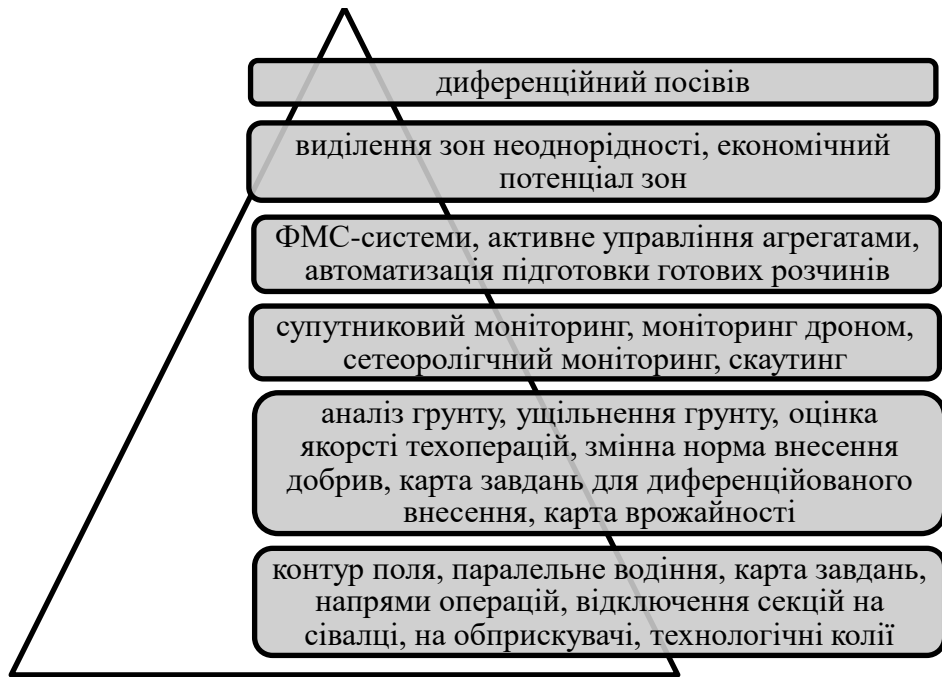 диференційний посівів
виділення зон неоднорідності, економічний
потенціал зон
ФМС-системи, активне управління агрегатами,
автоматизація підготовки готових розчинів
супутниковий моніторинг, моніторинг дроном,
сетеоролігчний моніторинг, скаутинг
аналіз грунту, ущільнення грунту, оцінка
якорсті техоперацій, змінна норма внесення
добрив, карта завдань для диференційованого
внесення, карта врожайності
контур поля, паралельне водіння, карта завдань,
напрями операцій, відключення секцій на
сівалці, на обприскувачі, технологічні колії